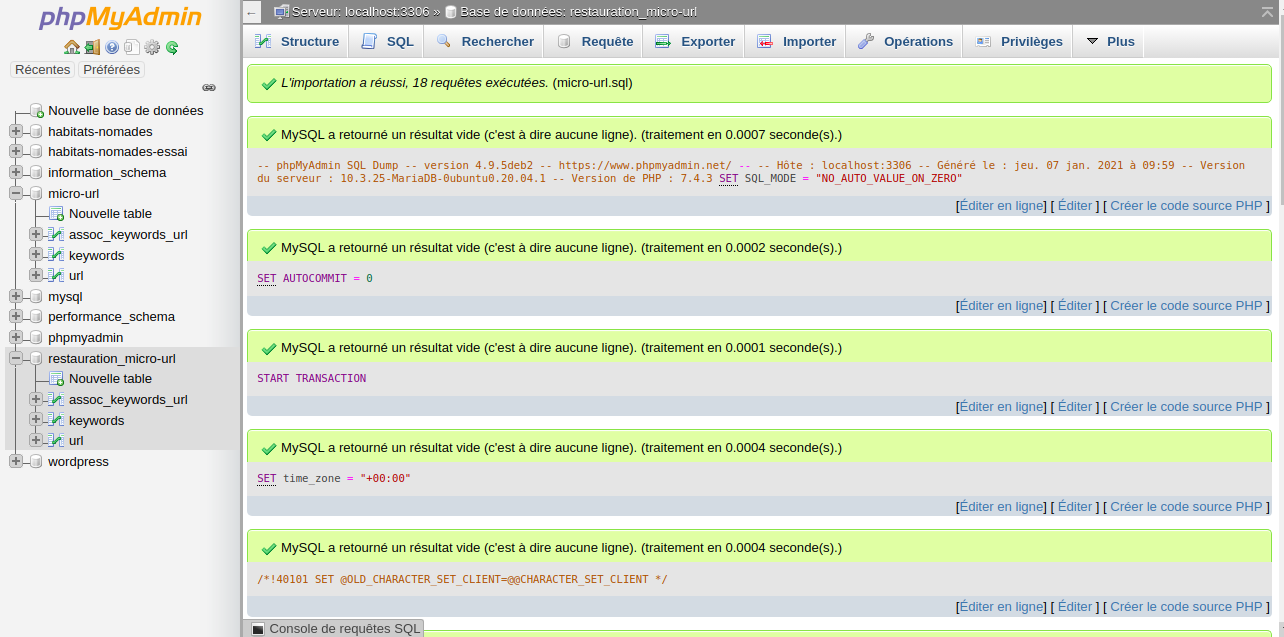 phpMyAdmin
Récentes Préférées
Nouvelle base de données
habitats-nomades
habitats-nomades-essai
information_schema
micro-url
Nouvelle table
assoc_keywords_url
keywords
url
mysql
performance_schema
phpmyadmin
restauration_micro-url
Nouvelle table
assoc_keywords_url
keywords
url
wordpress
← Serveur: localhost:3306 » Base de données: restauration_micro-url
Structure SQL Rechercher Requête Exporter Importer Opérations Privilèges Plus
L'importation a réussi, 18 requêtes exécutées. (micro-url.sql)
MySQL a retourné un résultat vide (c'est à dire aucune ligne). (traitement en 0.0007 seconde(s).)
-- phpMyAdmin SQL Dump -- version 4.9.5deb2 -- https://www.phpmyadmin.net/ -- -- Hôte : localhost:3306 -- Généré le : jeu. 07 jan. 2021 à 09:59 -- Version
du serveur : 10.3.25-MariaDB-0ubuntu0.20.04.1 -- Version de PHP : 7.4.3 SET SQL_MODE = "NO_AUTO_VALUE_ON_ZERO"
[Éditer en ligne] [ Éditer ] [ Créer le code source PHP ]
MySQL a retourné un résultat vide (c'est à dire aucune ligne). (traitement en 0.0002 seconde(s).)
SET AUTOCOMMIT = 0
[Éditer en ligne] [ Éditer ] [ Créer le code source PHP ]
MySQL a retourné un résultat vide (c'est à dire aucune ligne). (traitement en 0.0001 seconde(s).)
START TRANSACTION
[Éditer en ligne] [ Éditer ] [ Créer le code source PHP ]
MySQL a retourné un résultat vide (c'est à dire aucune ligne). (traitement en 0.0004 seconde(s).)
SET time_zone = "+00:00"
[Éditer en ligne] [ Éditer ] [ Créer le code source PHP ]
MySQL a retourné un résultat vide (c'est à dire aucune ligne). (traitement en 0.0004 seconde(s).)
/*!40101 SET @OLD_CHARACTER_SET_CLIENT=@@CHARACTER_SET_CLIENT */
[Éditer en ligne] [ Éditer ] [ Créer le code source PHP ]
Console de requêtes SQL